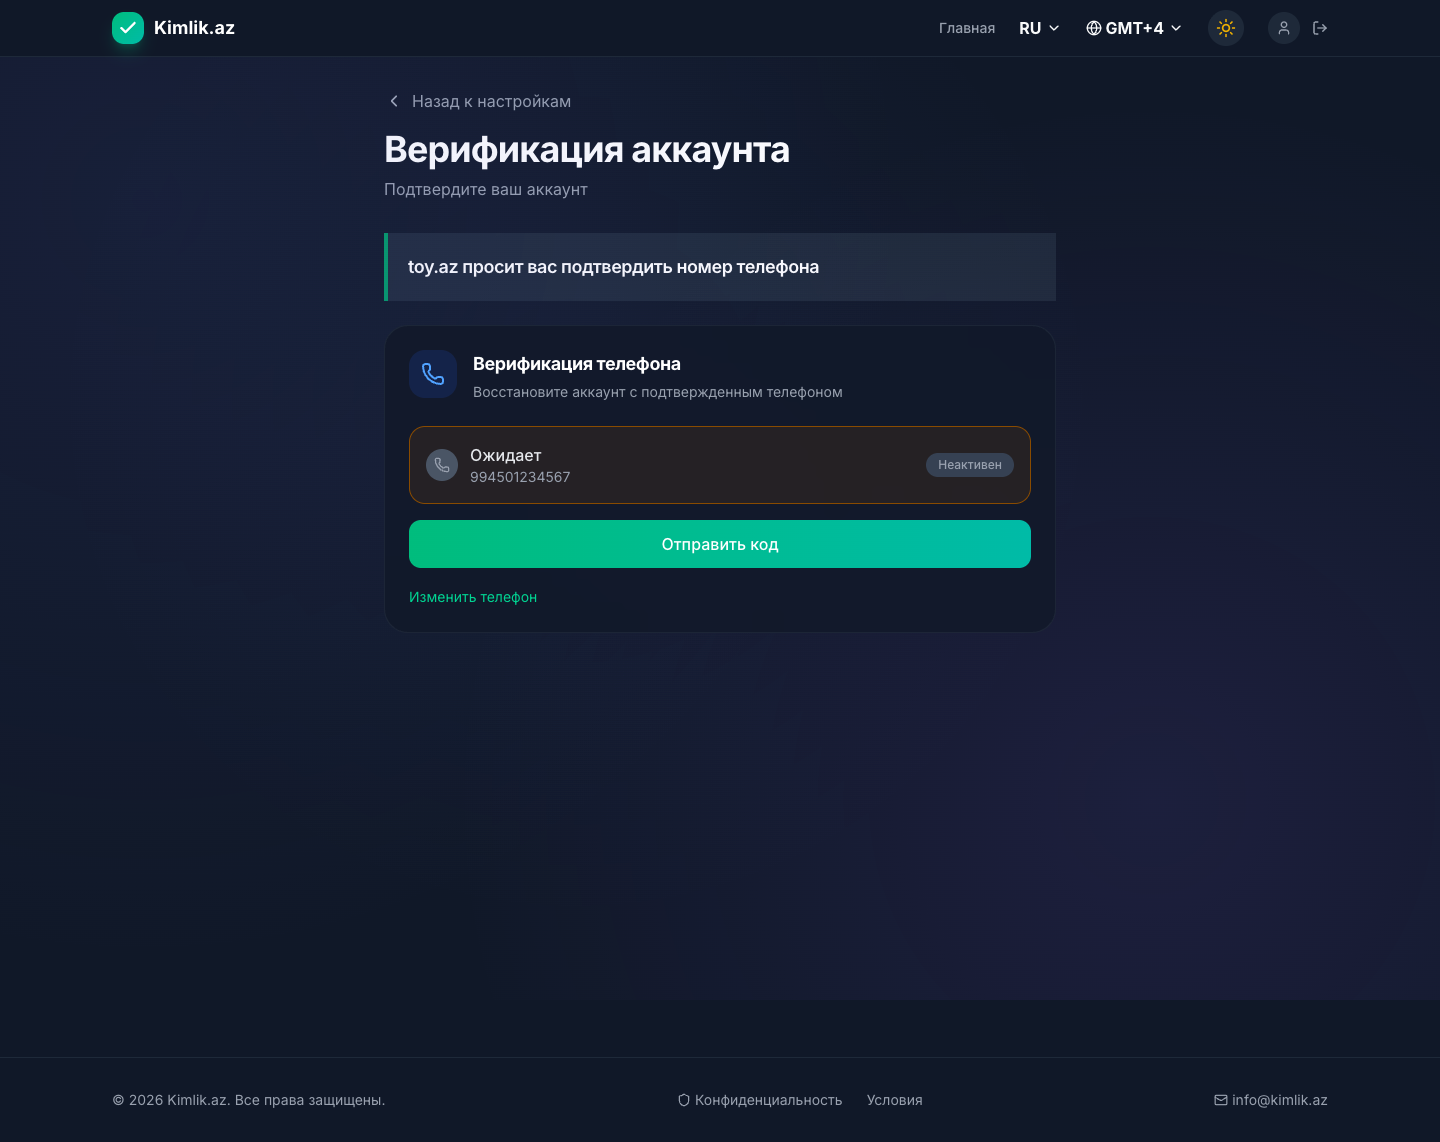 Kimlik.az
Главная
RU
GMT+4
Назад к настройкам
Верификация аккаунта
Подтвердите ваш аккаунт
toy.az просит вас подтвердить номер телефона
Верификация телефона
Восстановите аккаунт с подтвержденным телефоном
Ожидает
994501234567
Неактивен
Отправить код
Изменить телефон
© 2026 Kimlik.az. Все права защищены.
Конфиденциальность
Условия
info@kimlik.az